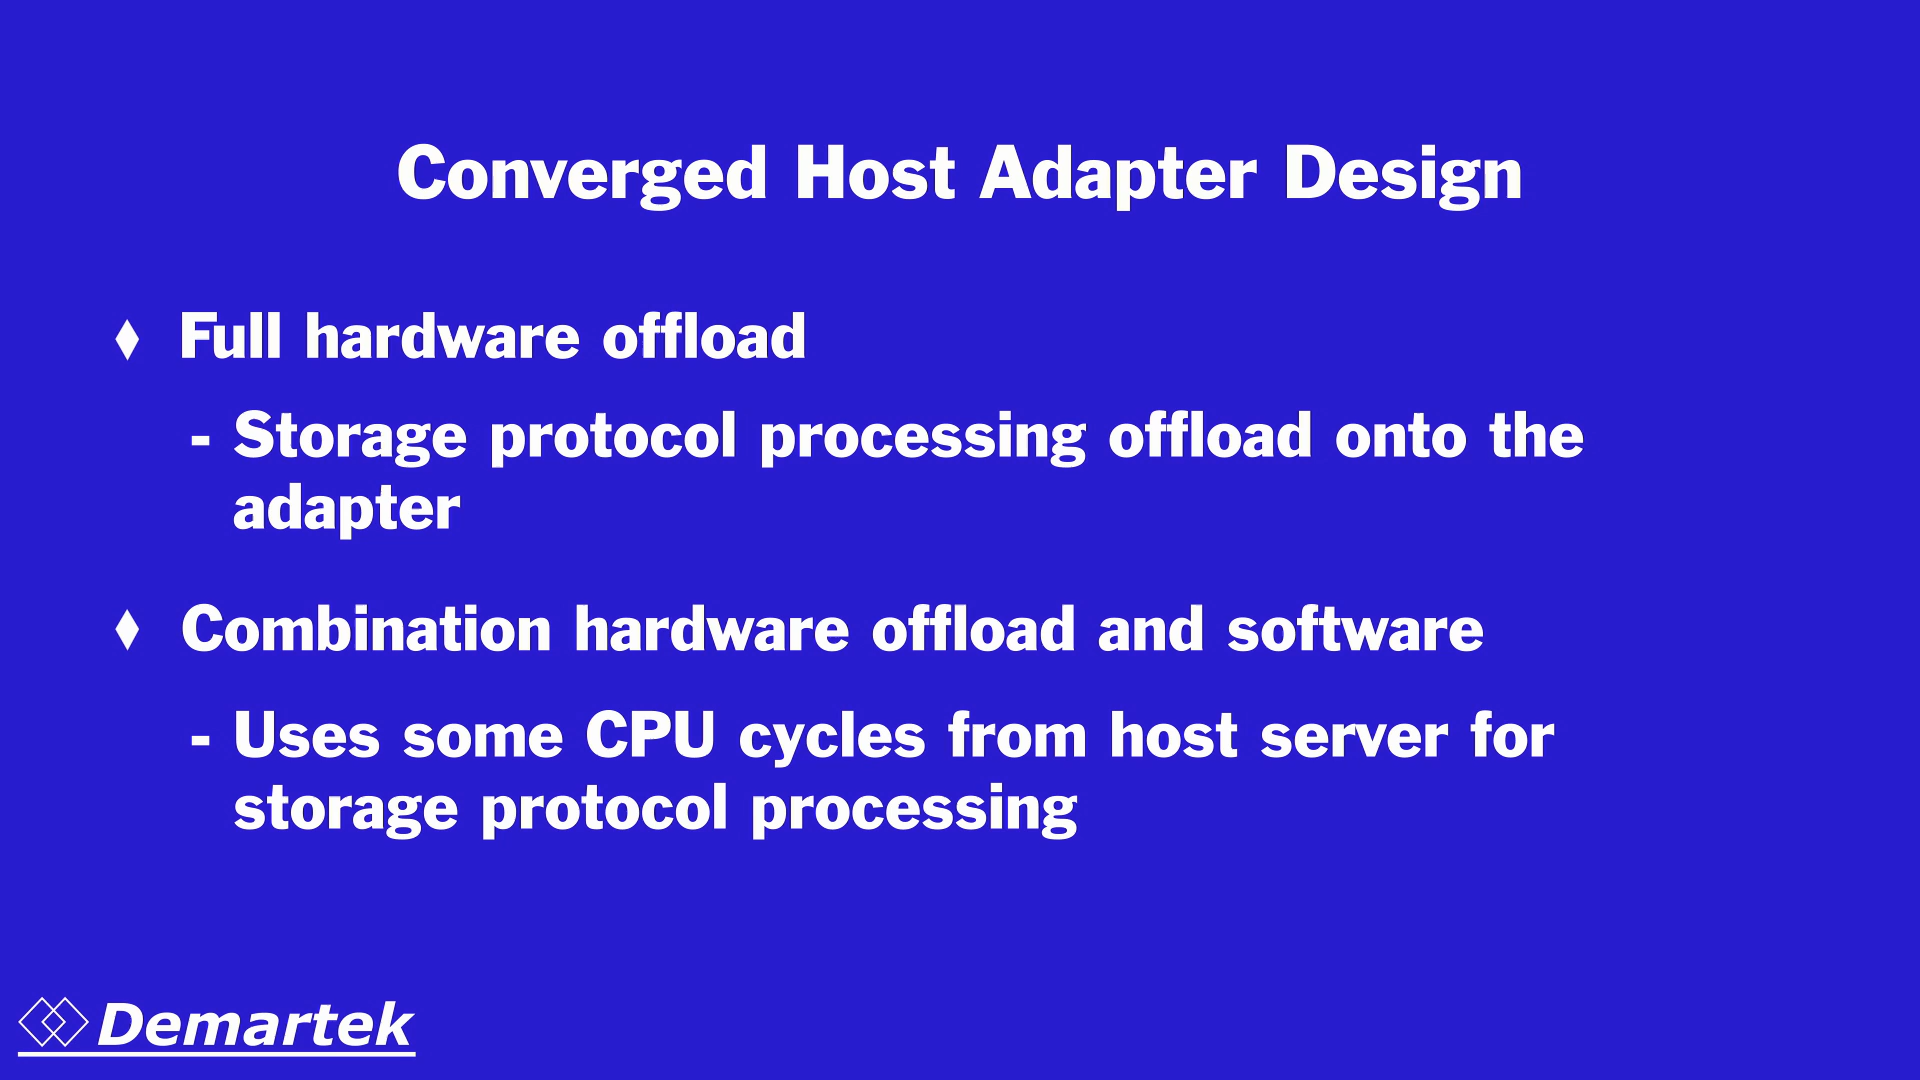 Converged Host Adapter Design
♦ Full hardware offload
- Storage protocol processing offload onto the
adapter
♦ Combination hardware offload and software
- Uses some CPU cycles from host server for
storage protocol processing
Demartek